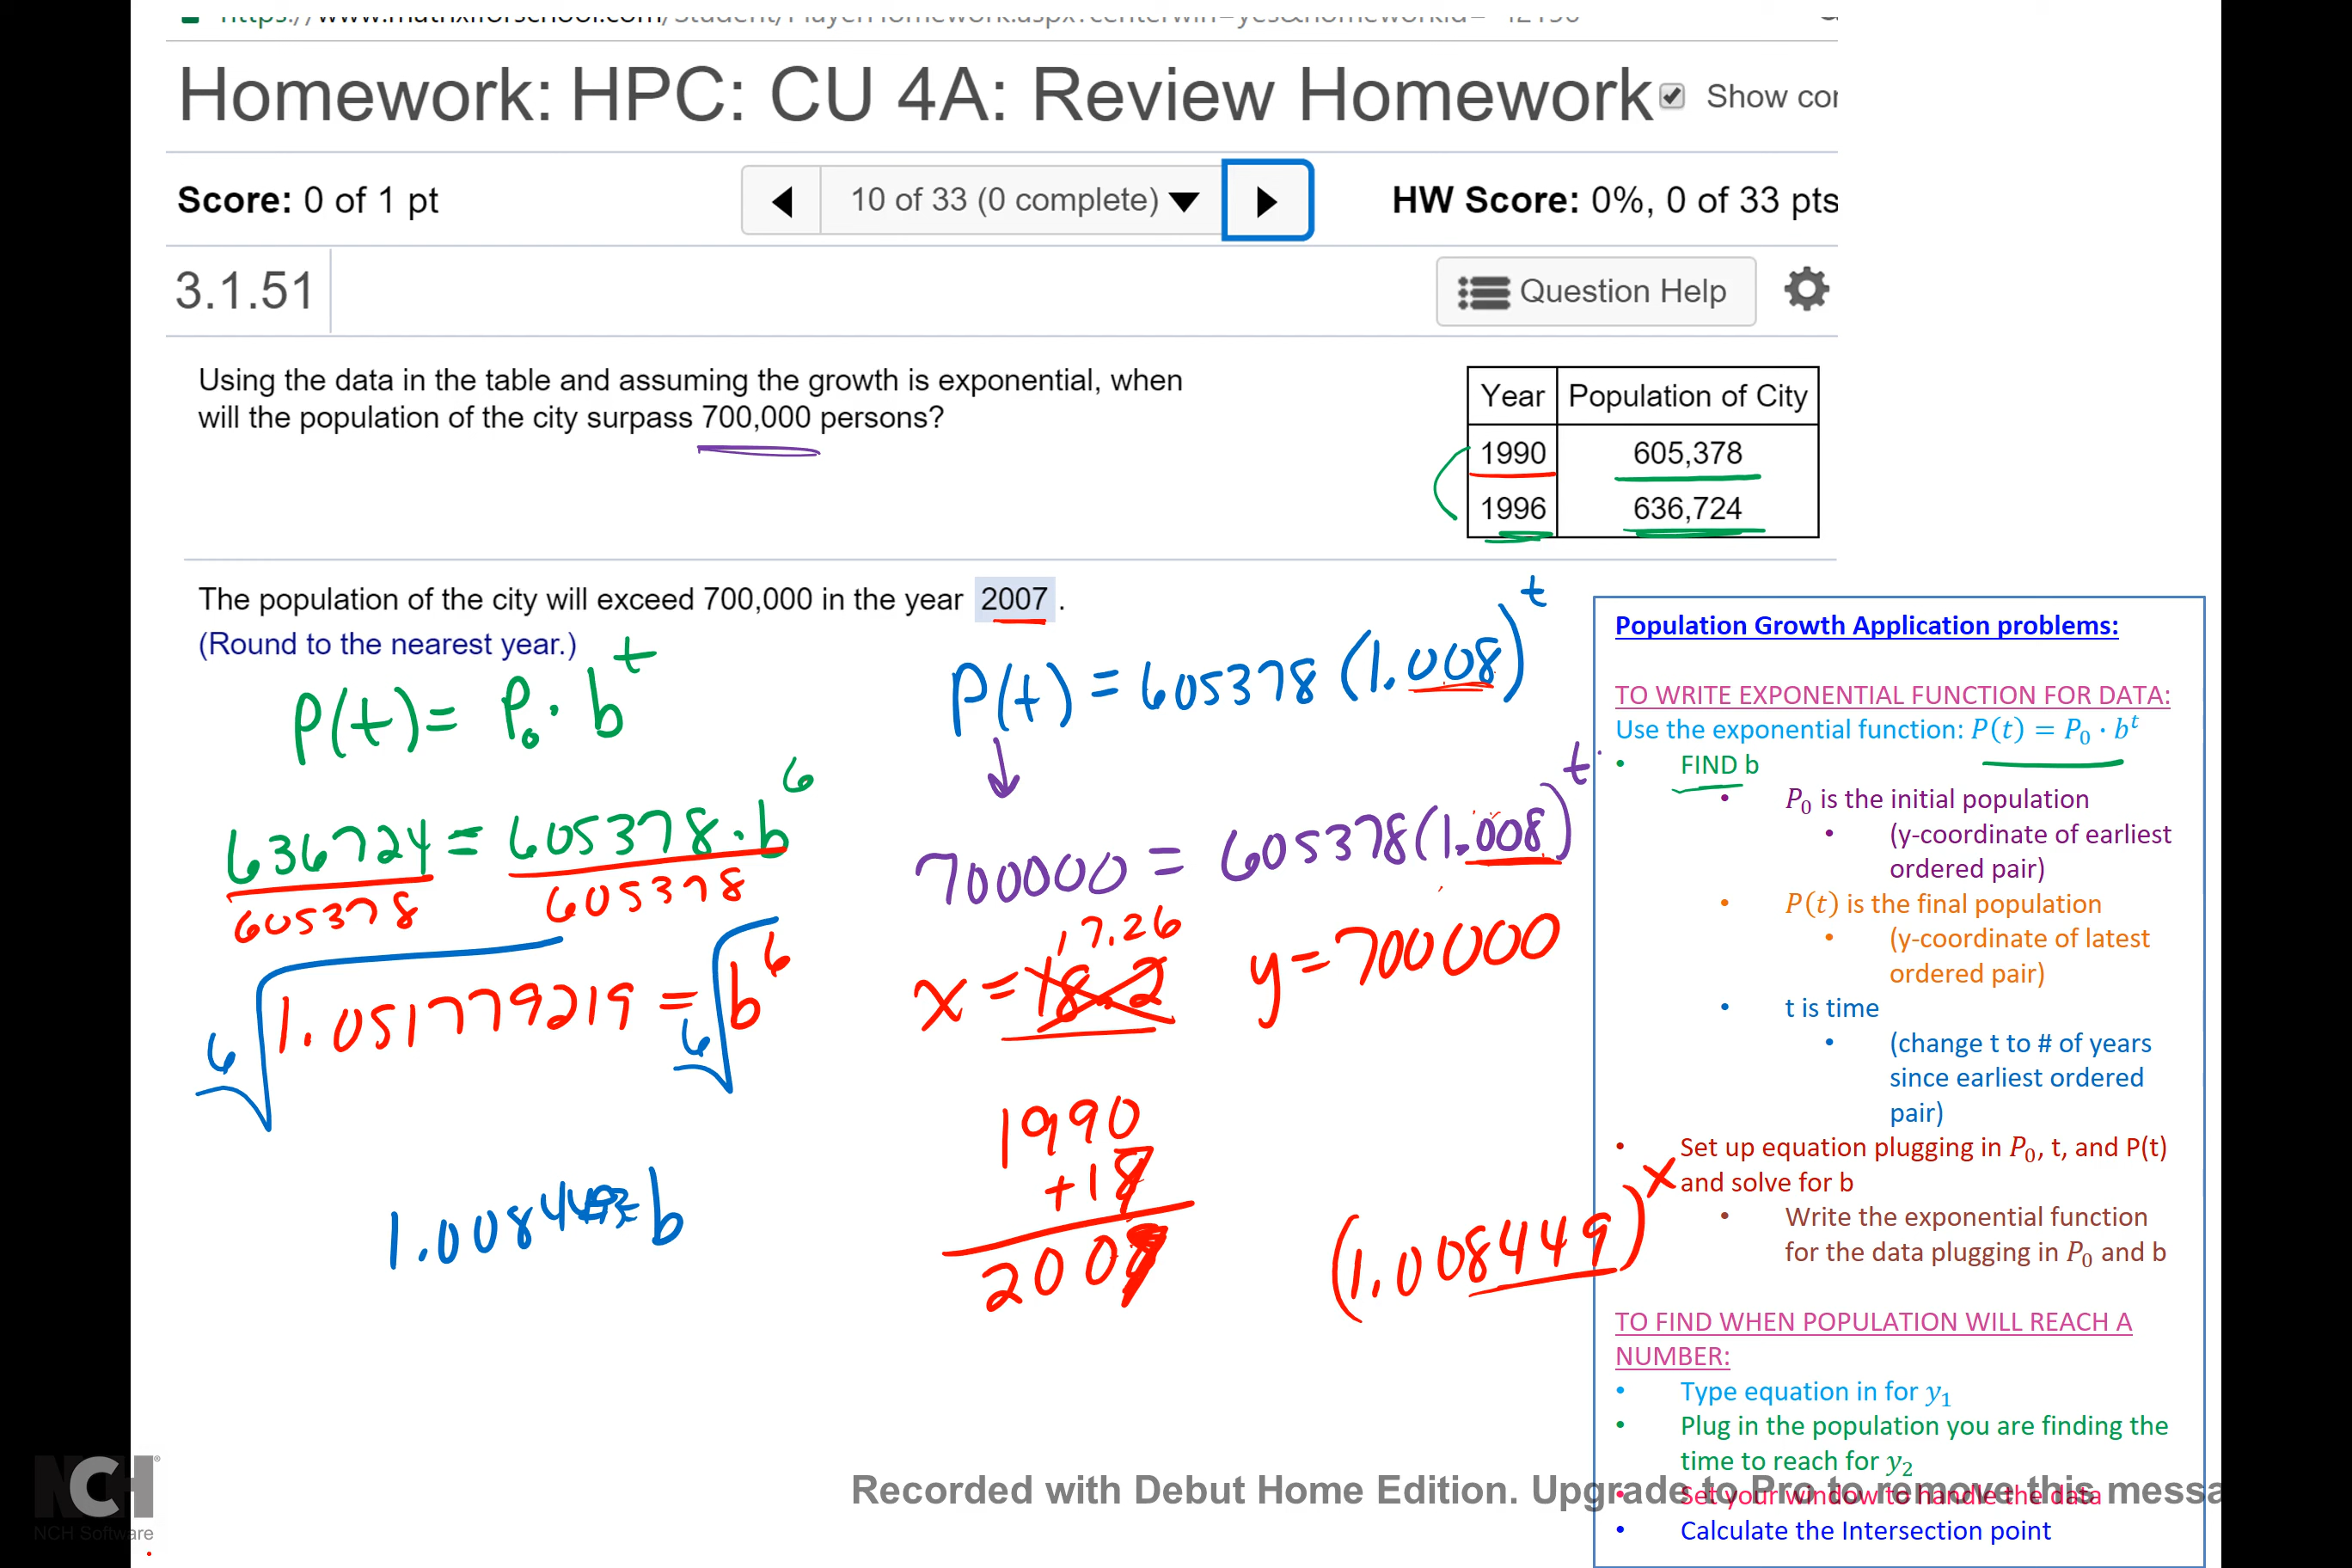 Homework: HPC: CU 4A: Review Homework Show cor
Score: 0 of 1 pt
10 of 33 (0 complete)
HW Score: 0%, 0 of 33 pts
3.1.51
Question Help
Using the data in the table and assuming the growth is exponential, when
will the population of the city surpass 700,000 persons?
Year Population of City
1990 605,378
1996 636,724
The population of the city will exceed 700,000 in the year 2007 .
(Round to the nearest year.)
P(t) = P₀ · b^t
636724 = 605378 · b^6
605378 605378
6√1.051779219 = 6√b^6
1.008449 = b
P(t) = 605378 (1.008)^t
700000 = 605378 (1.008)^t
17.26
x = 18.2 y = 700000
1990
+17
2007
(1.008449)^x
Population Growth Application problems:
TO WRITE EXPONENTIAL FUNCTION FOR DATA:
Use the exponential function: P(t) = P₀ · b^t
• FIND b
• P₀ is the initial population
• (y-coordinate of earliest
ordered pair)
• P(t) is the final population
• (y-coordinate of latest
ordered pair)
• t is time
• (change t to # of years
since earliest ordered
pair)
• Set up equation plugging in P₀, t, and P(t)
and solve for b
• Write the exponential function
for the data plugging in P₀ and b
TO FIND WHEN POPULATION WILL REACH A
NUMBER:
• Type equation in for y₁
• Plug in the population you are finding the
time to reach for y₂
• Set your window to handle the data
• Calculate the Intersection point
NCH
NCH Software
Recorded with Debut Home Edition. Upgrade to Pro to remove this messa